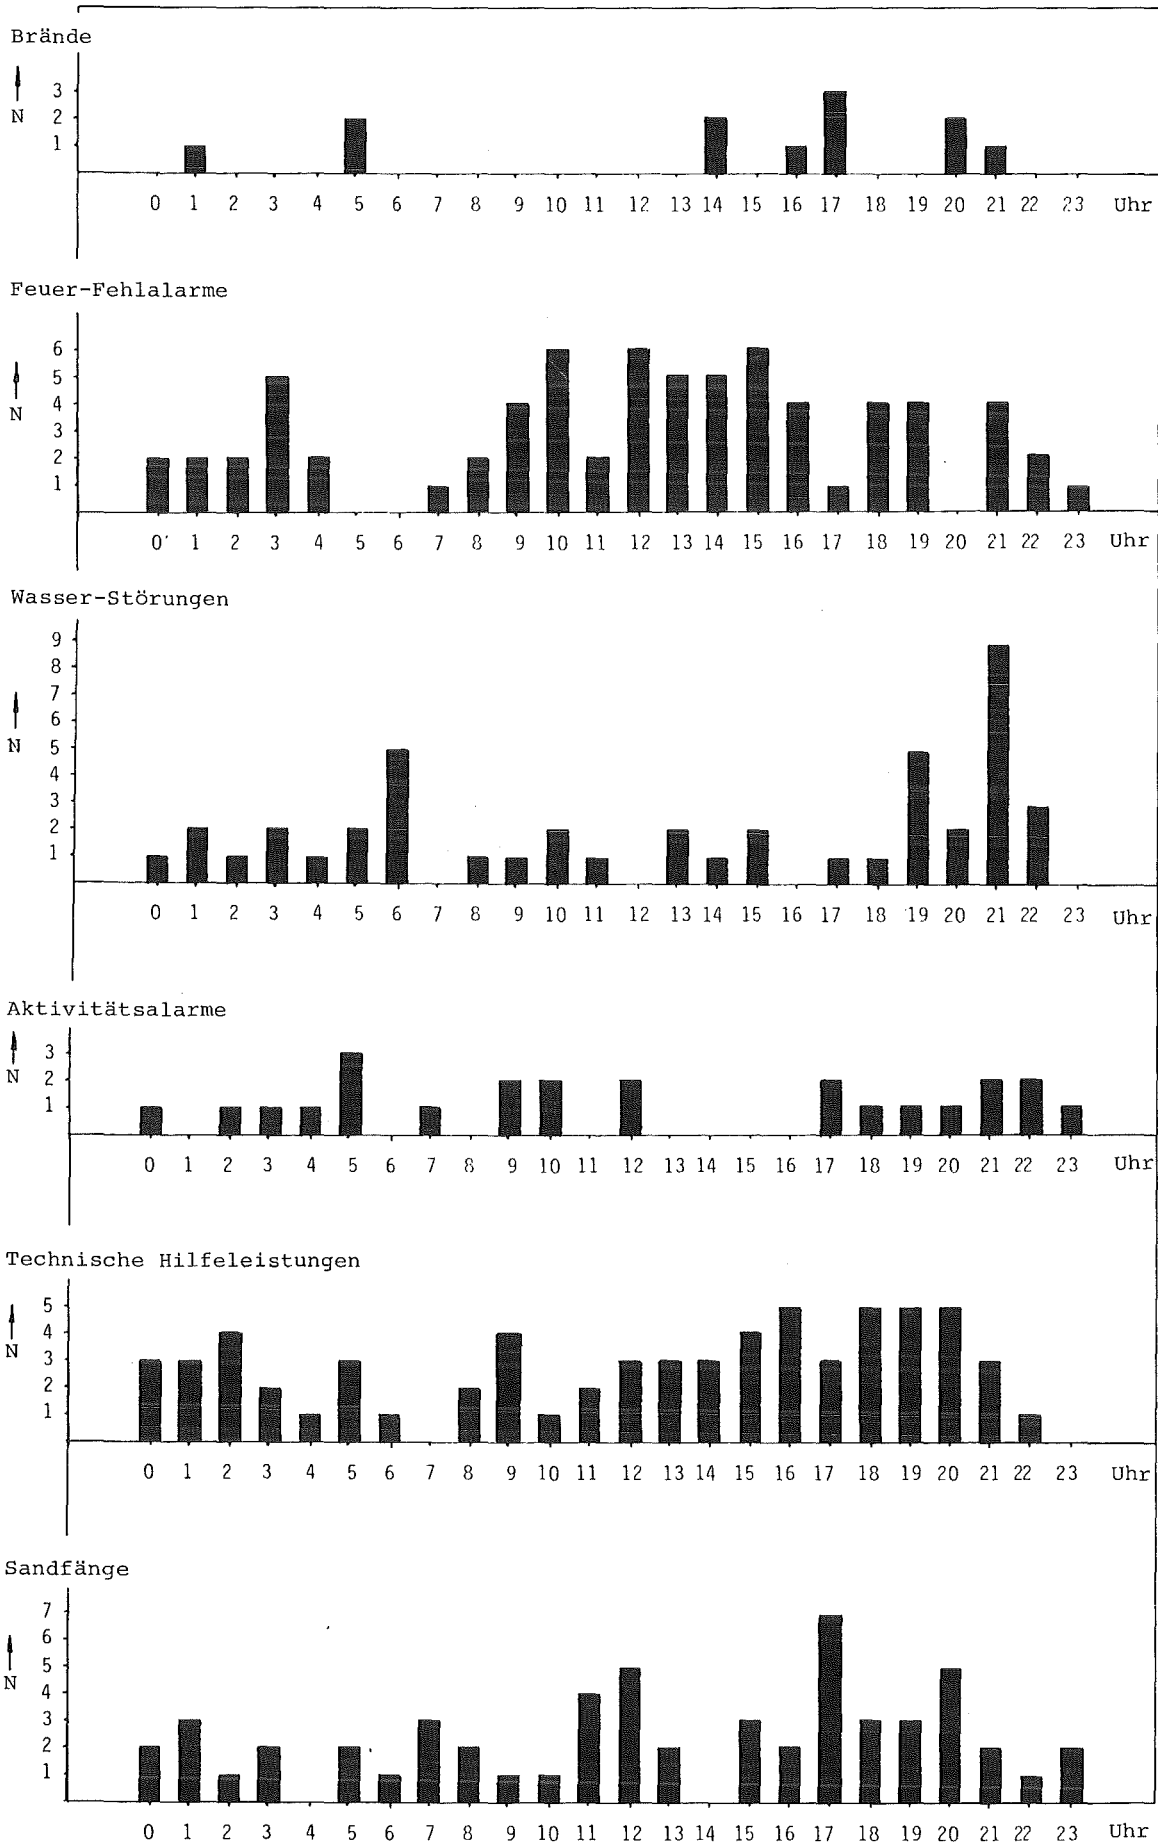 Brände
3
N 2
1
0 1 2 3 4 5 6 7 8 9 10 11 12 13 14 15 16 17 18 19 20 21 22 23 Uhr
Feuer-Fehlalarme
6
5
N 4
3
2
1
0 1 2 3 4 5 6 7 8 9 10 11 12 13 14 15 16 17 18 19 20 21 22 23 Uhr
Wasser-Störungen
9
8
7
6
N 5
4
3
2
1
0 1 2 3 4 5 6 7 8 9 10 11 12 13 14 15 16 17 18 19 20 21 22 23 Uhr
Aktivitätsalarme
3
N 2
1
0 1 2 3 4 5 6 7 8 9 10 11 12 13 14 15 16 17 18 19 20 21 22 23 Uhr
Technische Hilfeleistungen
5
4
N 3
2
1
0 1 2 3 4 5 6 7 8 9 10 11 12 13 14 15 16 17 18 19 20 21 22 23 Uhr
Sandfänge
7
6
5
N 4
3
2
1
0 1 2 3 4 5 6 7 8 9 10 11 12 13 14 15 16 17 18 19 20 21 22 23 Uhr